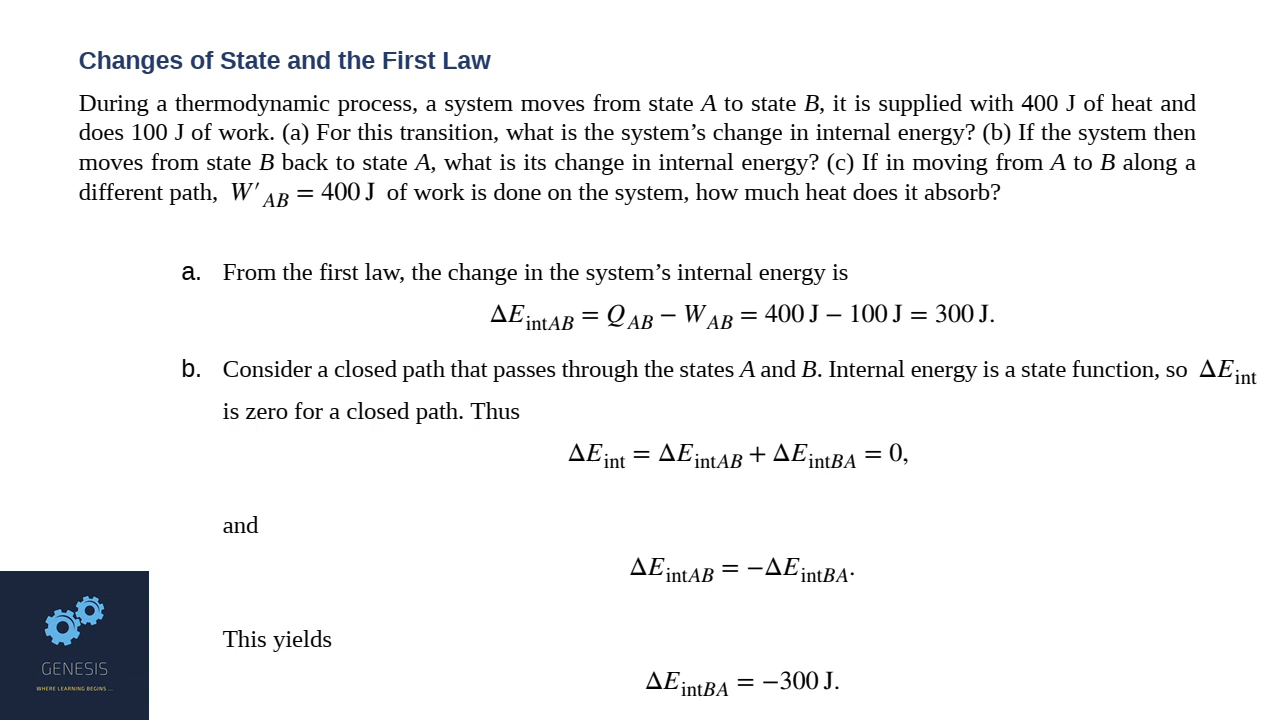 Changes of State and the First Law
During a thermodynamic process, a system moves from state A to state B, it is supplied with 400 J of heat and
does 100 J of work. (a) For this transition, what is the system’s change in internal energy? (b) If the system then
moves from state B back to state A, what is its change in internal energy? (c) If in moving from A to B along a
different path, W′AB = 400 J of work is done on the system, how much heat does it absorb?
a. From the first law, the change in the system’s internal energy is
ΔEintAB = QAB − WAB = 400 J − 100 J = 300 J.
b. Consider a closed path that passes through the states A and B. Internal energy is a state function, so ΔEint
is zero for a closed path. Thus
ΔEint = ΔEintAB + ΔEintBA = 0,
and
ΔEintAB = −ΔEintBA.
This yields
ΔEintBA = −300 J.
GENESIS
WHERE LEARNING BEGINS ...